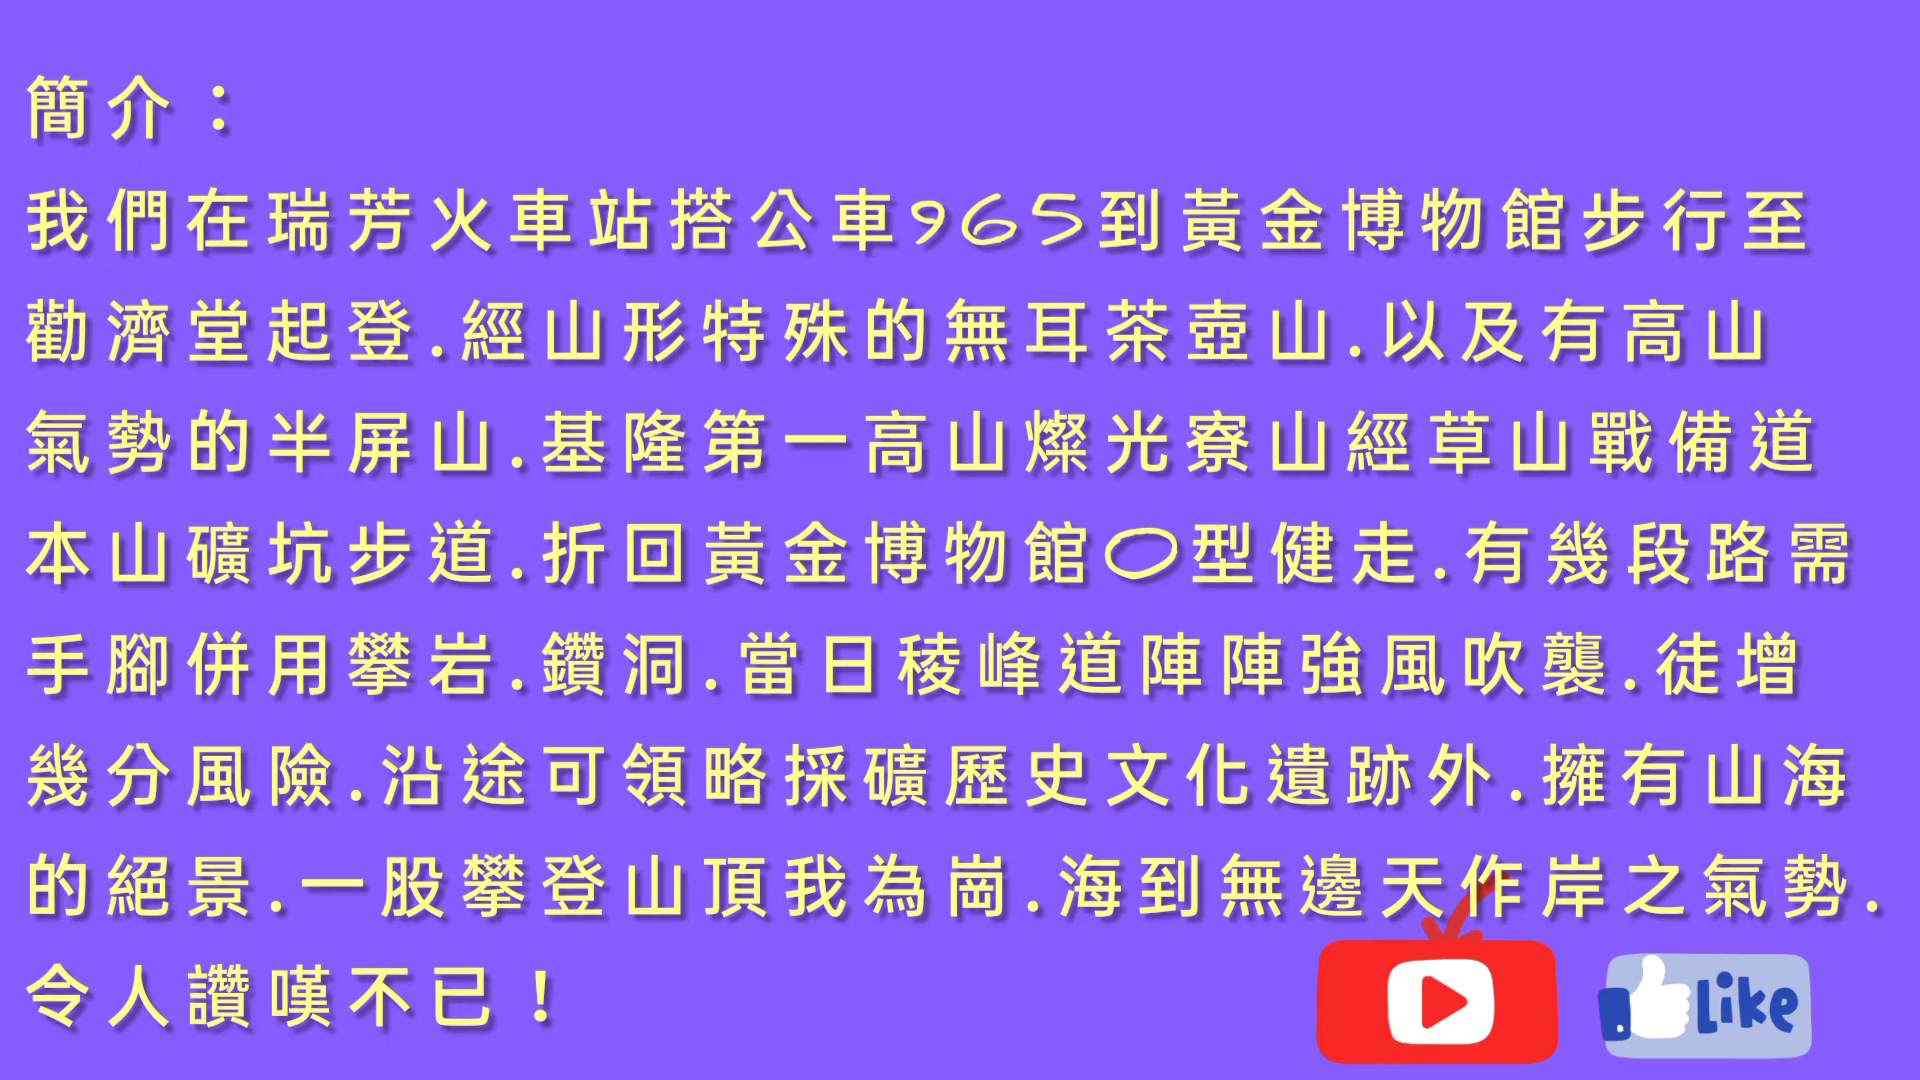 簡介：
我們在瑞芳火車站搭公車965到黃金博物館步行至
勸濟堂起登.經山形特殊的無耳茶壺山.以及有高山
氣勢的半屏山.基隆第一高山燦光寮山經草山戰備道
本山礦坑步道.折回黃金博物館O型健走.有幾段路需
手腳併用攀岩.鑽洞.當日稜峰道陣陣強風吹襲.徒增
幾分風險.沿途可領略採礦歷史文化遺跡外.擁有山海
的絕景.一股攀登山頂我為崗.海到無邊天作岸之氣勢.
令人讚嘆不已！
Like